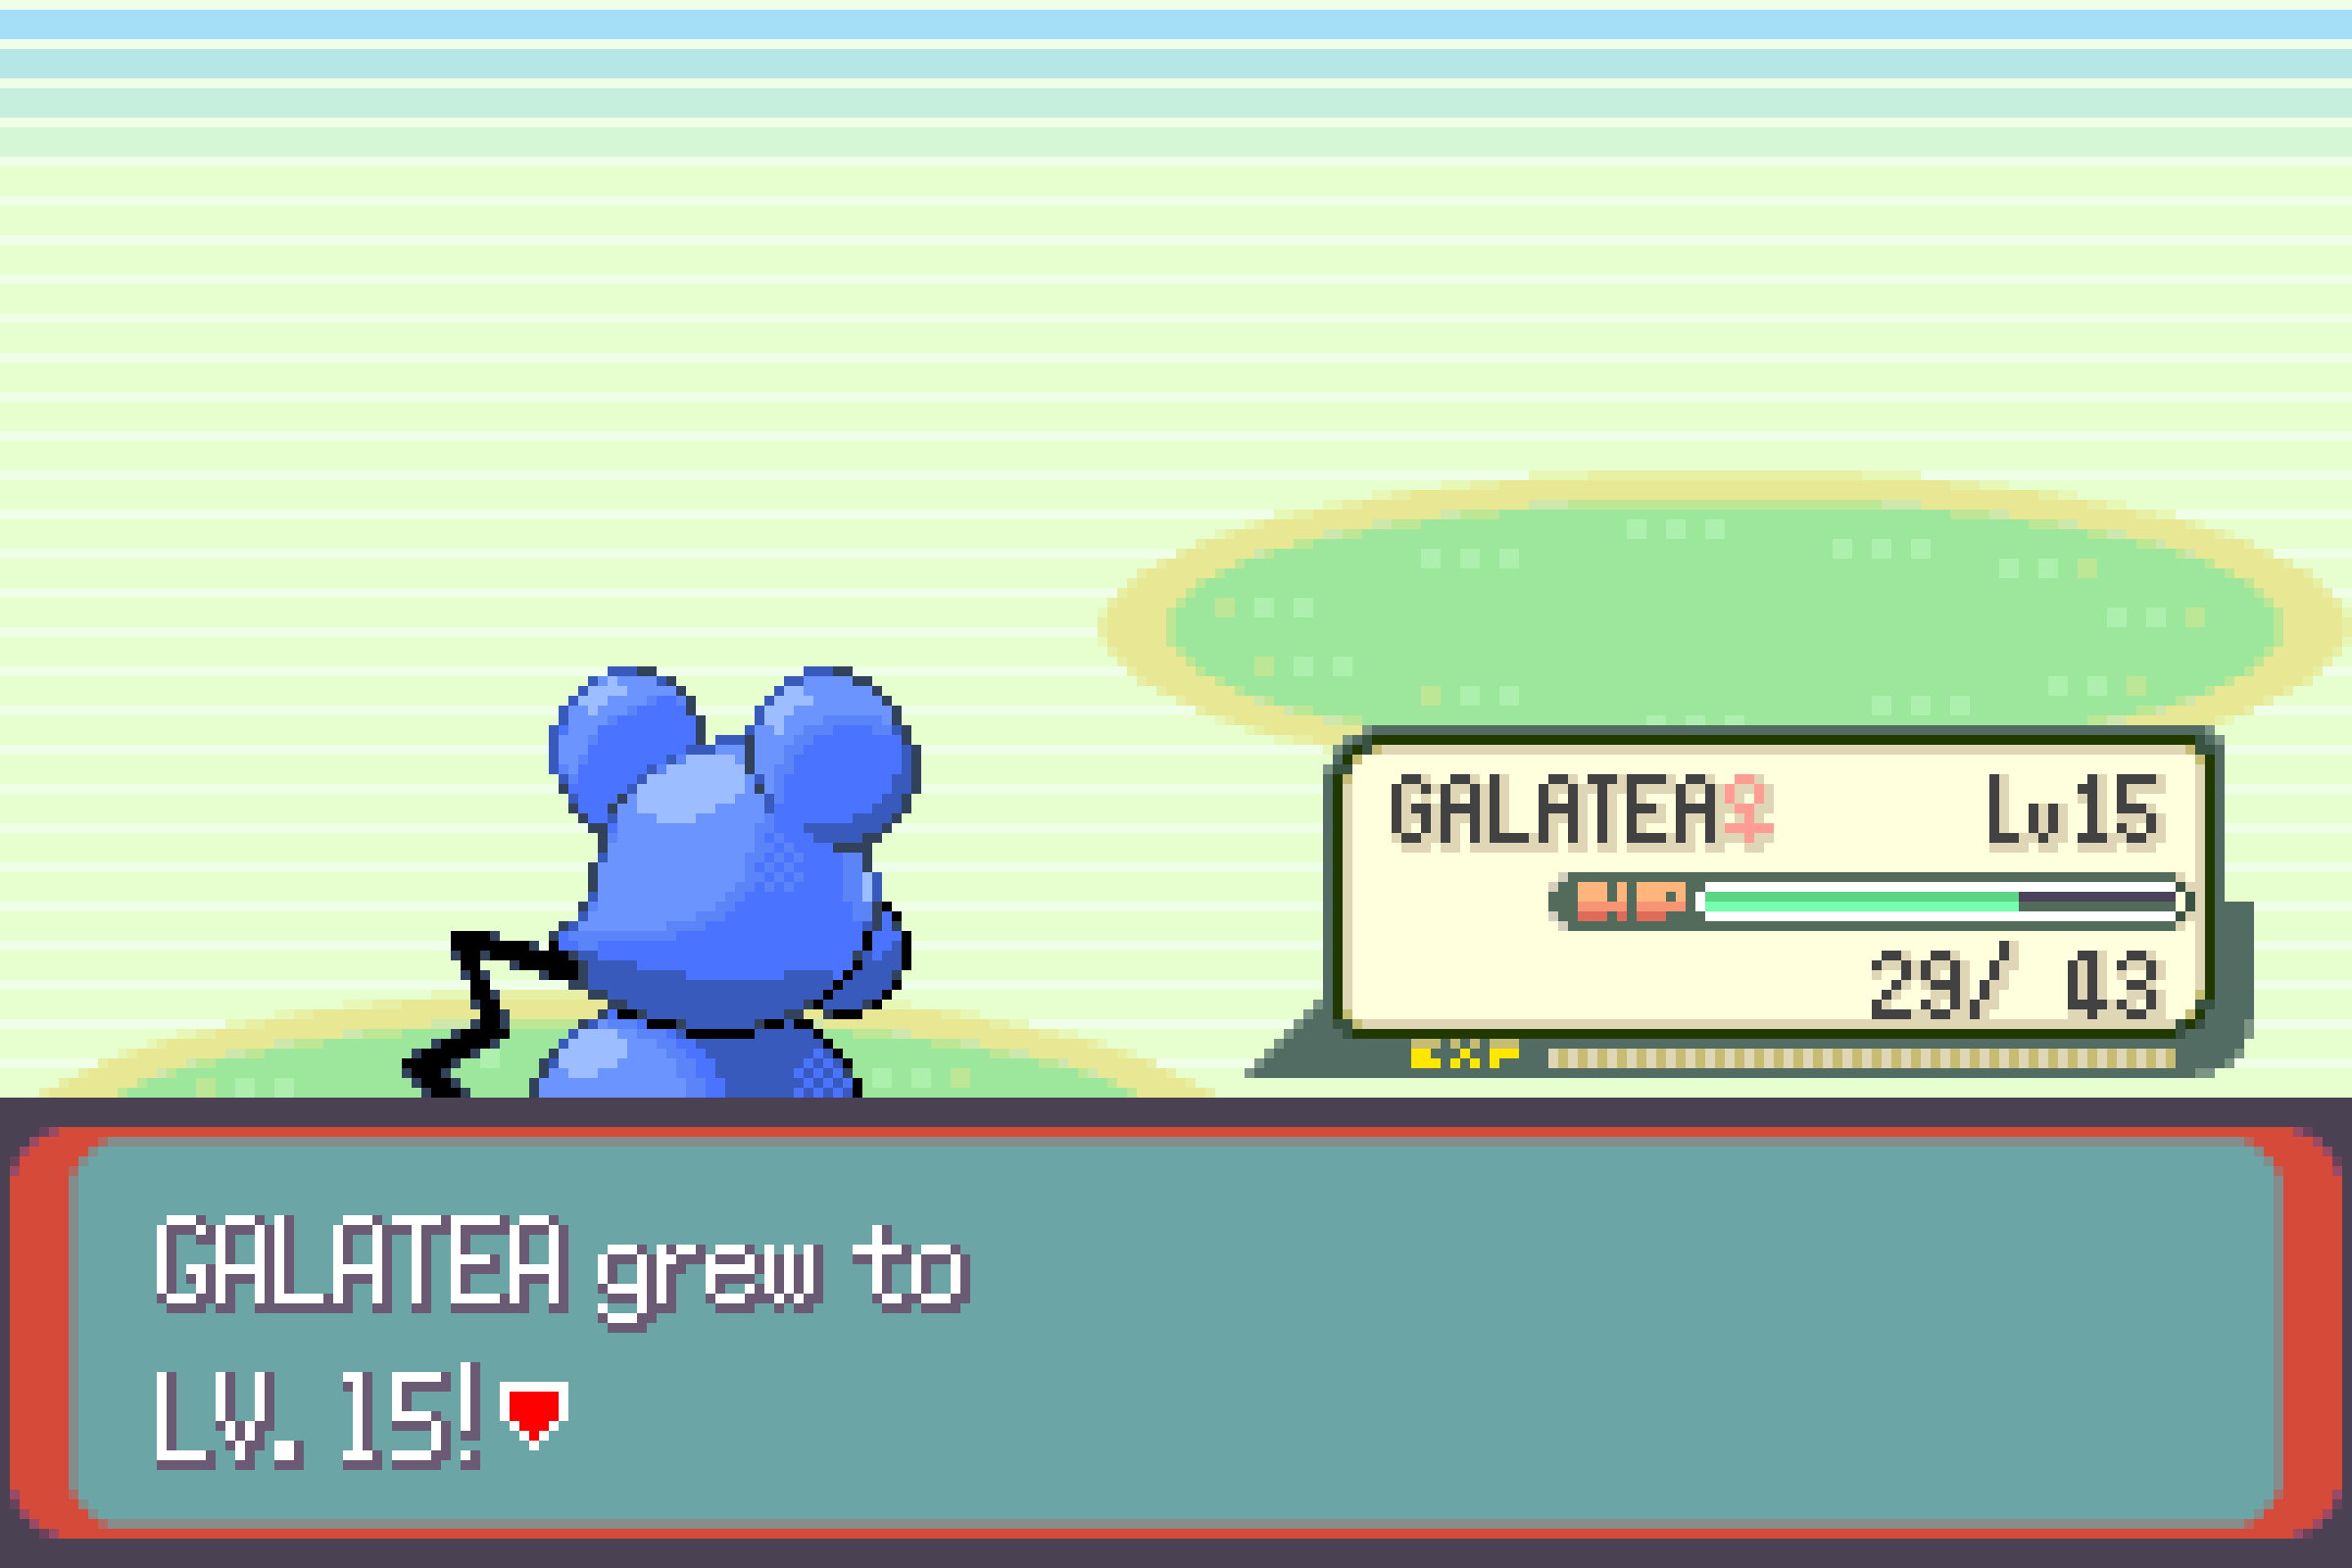 GALATEA♀ Lv15
HP
29/ 43
EXP
GALATEA grew to
LV. 15!♥